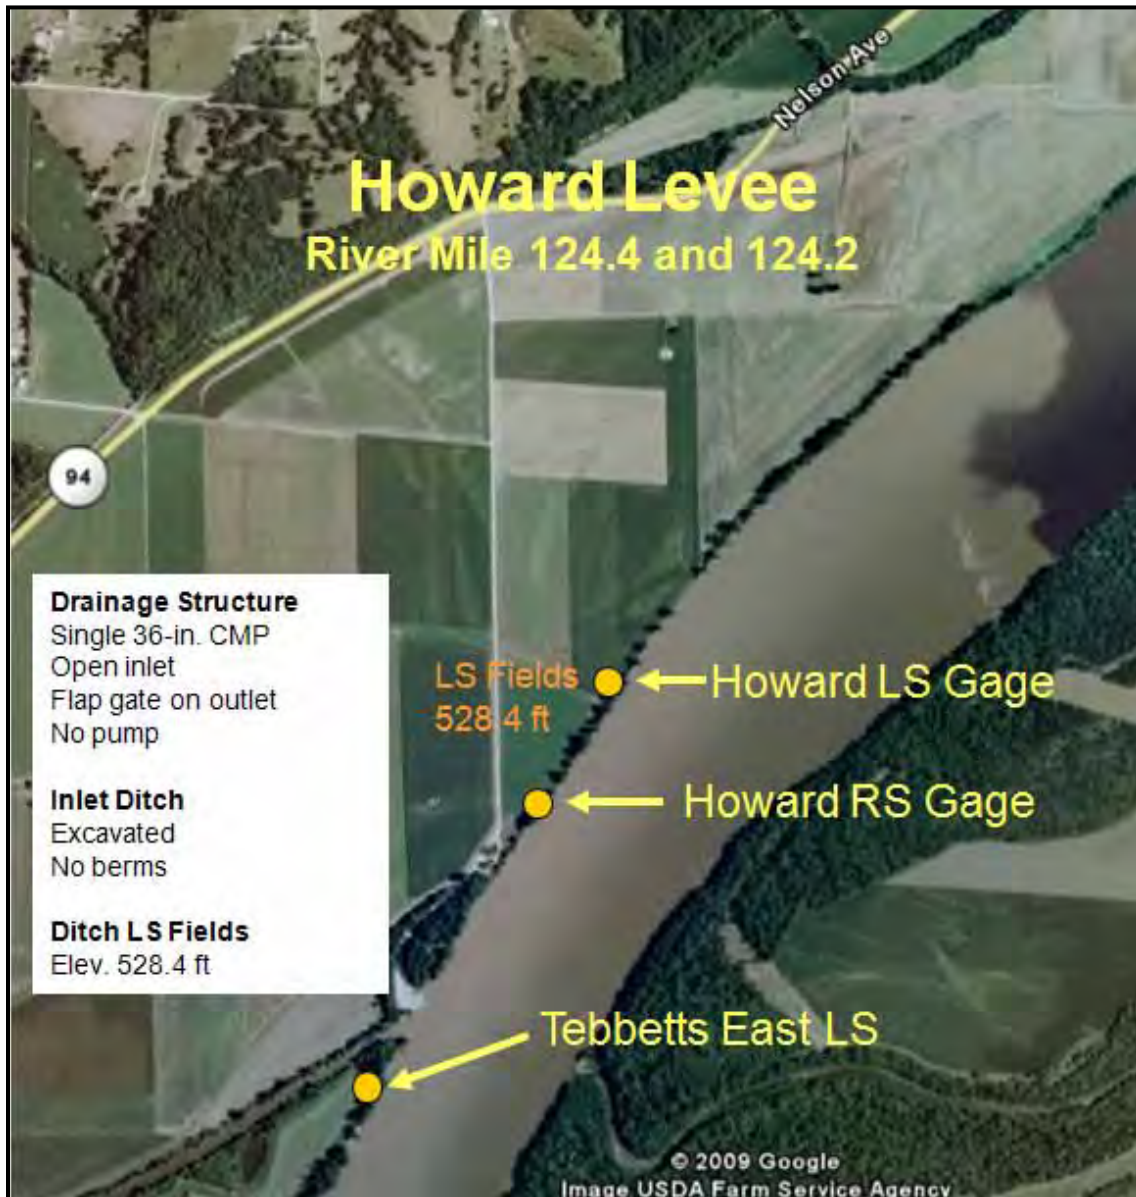 Nelson Ave
Howard Levee
River Mile 124.4 and 124.2
94
Drainage Structure
Single 36-in. CMP
Open inlet
Flap gate on outlet
No pump
Inlet Ditch
Excavated
No berms
Ditch LS Fields
Elev. 528.4 ft
LS Fields
528.4 ft
Howard LS Gage
Howard RS Gage
Tebbetts East LS
© 2009 Google
Image USDA Farm Service Agency